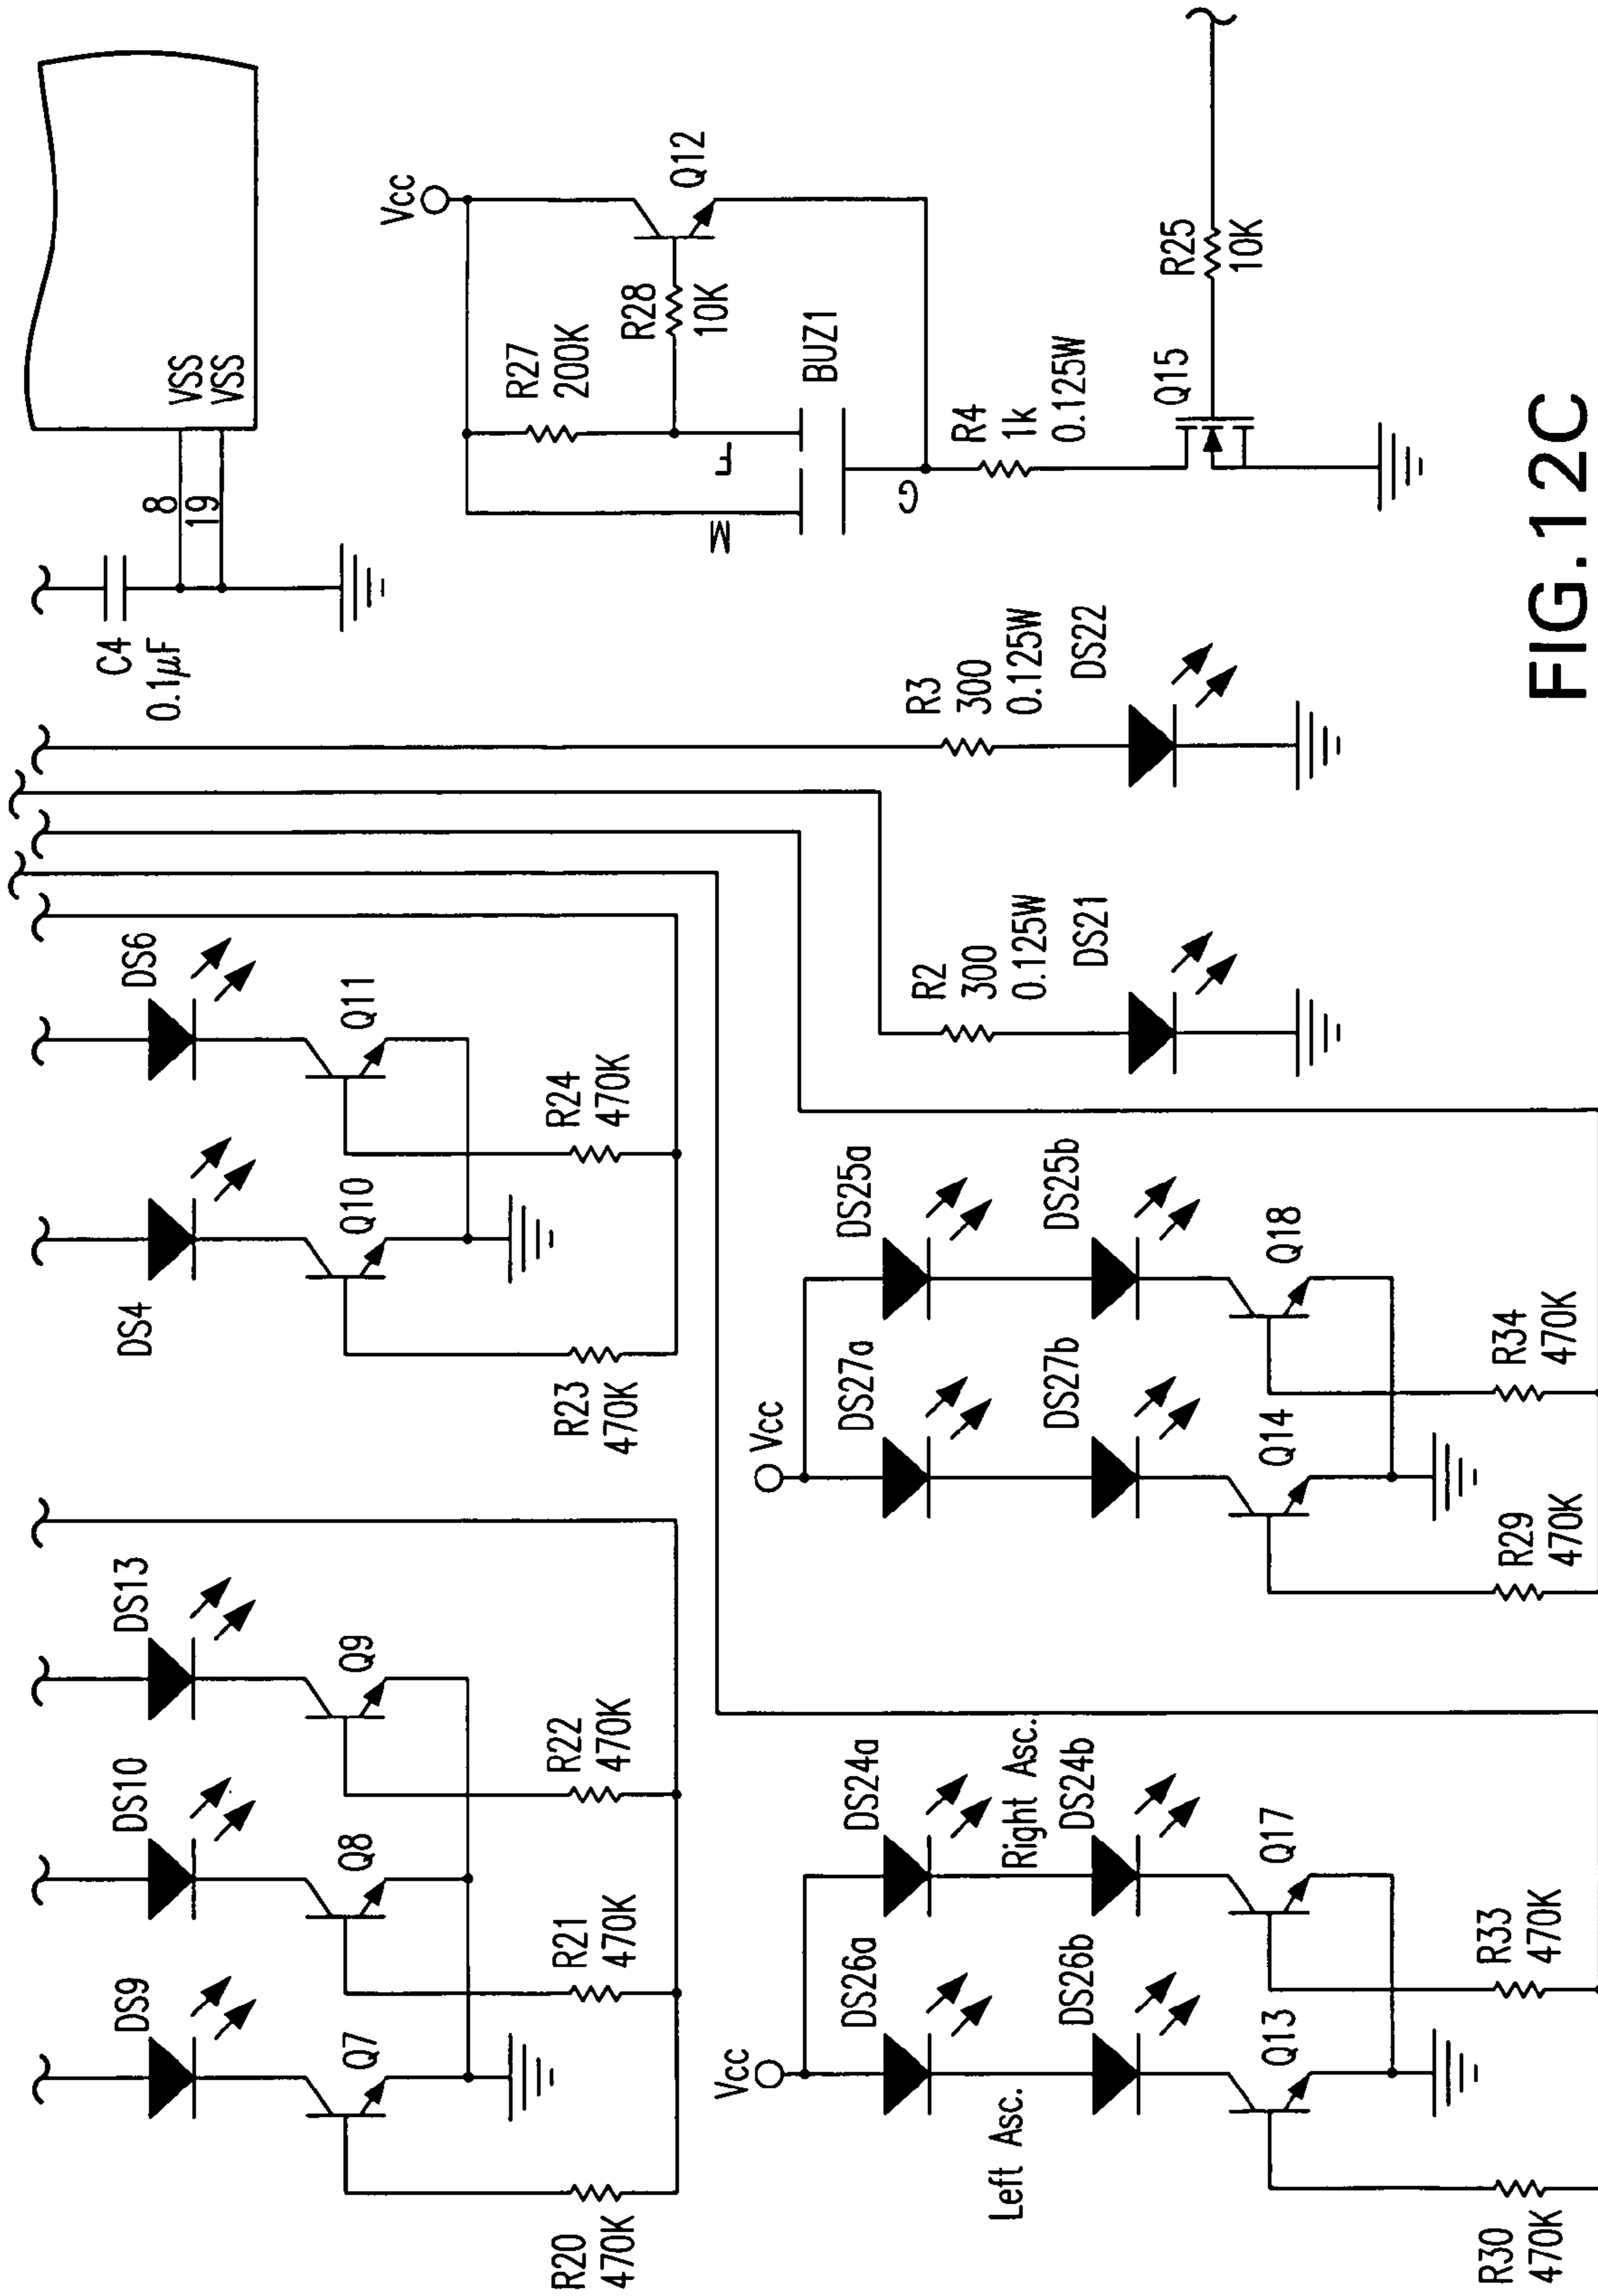 VSS
VSS
8
19
C4
0.1µF
Vcc
Q12
R27
200K
R28
10K
BUZ1
M
F
G
R4
1k
0.125W
Q15
R25
10K
DS9
DS10
DS13
Q7
Q8
Q9
R20
470K
R21
470K
R22
470K
DS4
DS6
Q10
Q11
R23
470K
R24
470K
R2
300
0.125W
DS21
R3
300
0.125W
DS22
Vcc
DS26a
DS24a
Left Asc.
Right Asc.
DS26b
DS24b
Q13
Q17
R30
470K
R33
470K
Vcc
DS27a
DS25a
DS27b
DS25b
Q14
Q18
R29
470K
R34
470K
FIG.12C